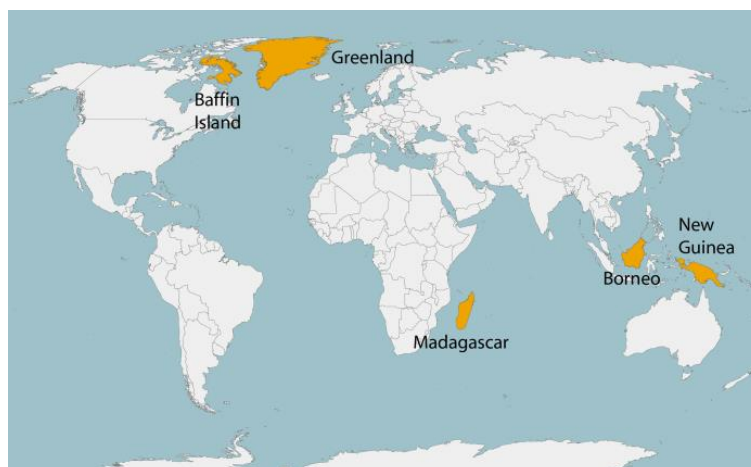 Greenland
Baffin
Island
New
Guinea
Borneo
Madagascar